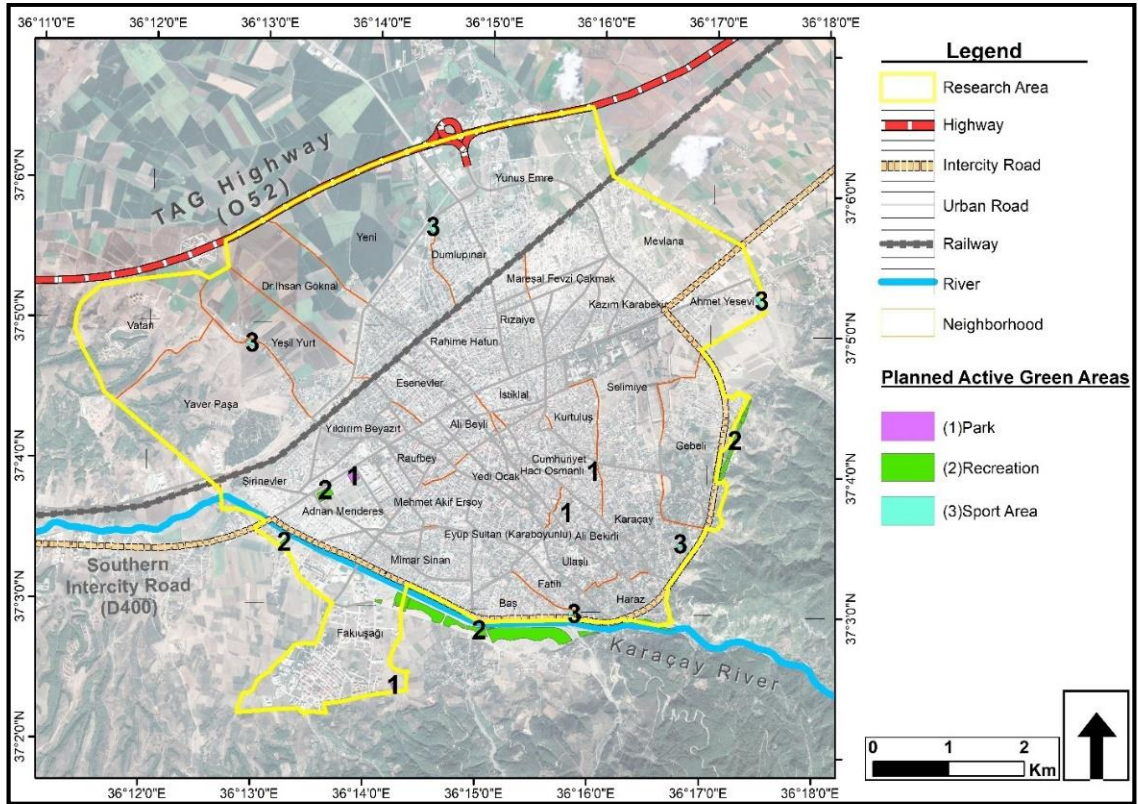 36°11'0"E 36°12'0"E 36°13'0"E 36°14'0"E 36°15'0"E 36°16'0"E 36°17'0"E 36°18'0"E
37°6'0"N
37°5'0"N
37°4'0"N
37°3'0"N
37°2'0"N
TAG Highway
(O52)
Yunus Emre
3
Yeni
Dumlupınar
Mevlana
Mareşal Fevzi Çakmak
Dr.İhsan Göknal
Kazım Karabekir
Ahmet Yesevi
3
Vatan
Rızaiye
3
Yeşil Yurt
Rahime Hatun
Esenevler
Selimiye
İstiklal
Yaver Paşa
Kurtuluş
Yıldırım Beyazıt
Ali Beyli
Gebeli
2
Raufbey
Cumhuriyet
Hacı Osmanlı
1
Yedi Ocak
Şirinevler
1
2
Adnan Menderes
Mehmet Akif Ersoy
1
Karaçay
Eyüp Sultan (Karaboyunlu)
Ali Bekirli
2
3
Mimar Sinan
Ulaşlı
Southern
Intercity Road
(D400)
Fatih
Baş
Haraz
3
Fakıuşağı
2
Karaçay River
1
37°6'0"N
37°5'0"N
37°4'0"N
37°3'0"N
36°12'0"E 36°13'0"E 36°14'0"E 36°15'0"E 36°16'0"E 36°17'0"E 36°18'0"E
Legend
Research Area
Highway
Intercity Road
Urban Road
Railway
River
Neighborhood
Planned Active Green Areas
(1)Park
(2)Recreation
(3)Sport Area
0 1 2
Km